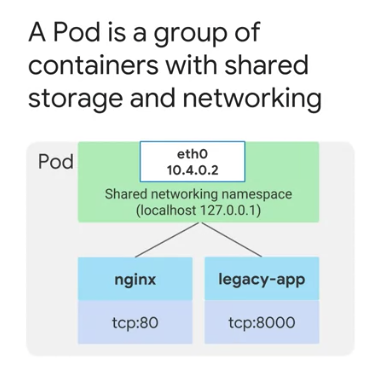 A Pod is a group of
containers with shared
storage and networking
Pod
eth0
10.4.0.2
Shared networking namespace
(localhost 127.0.0.1)
nginx
legacy-app
tcp:80
tcp:8000